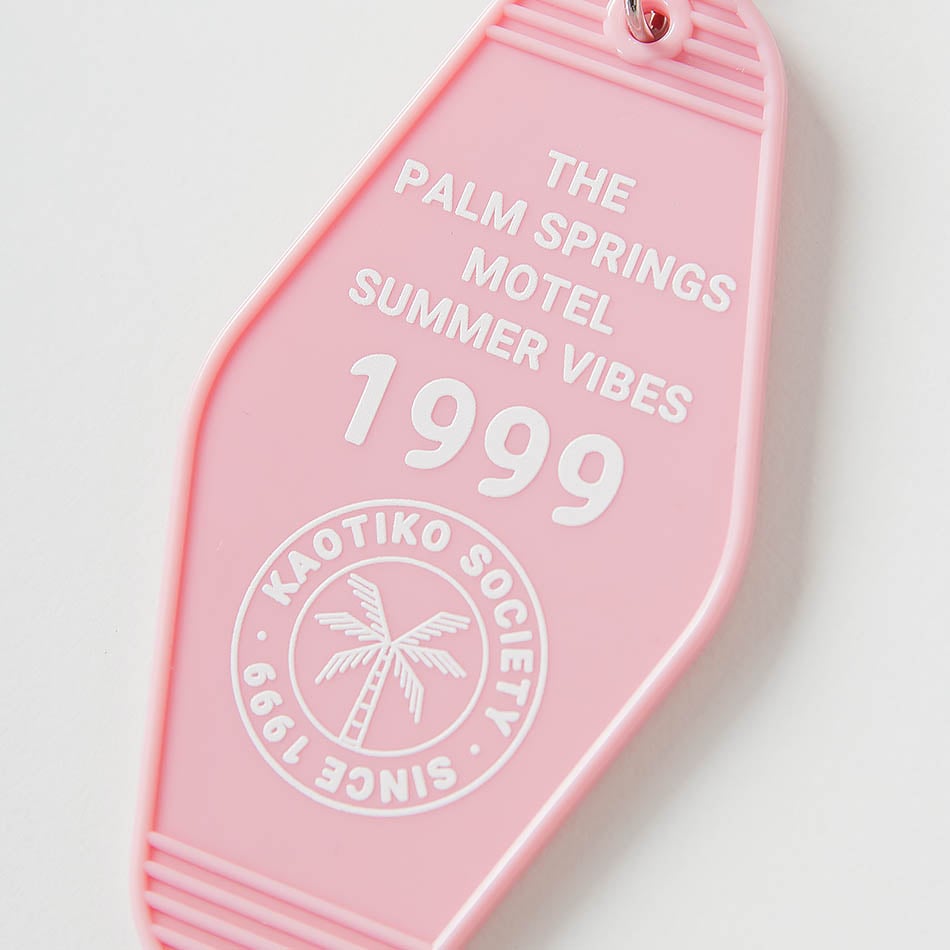 THE
PALM SPRINGS
MOTEL
SUMMER VIBES
1999
KAOTIKO SOCIETY
· SINCE 1999 ·